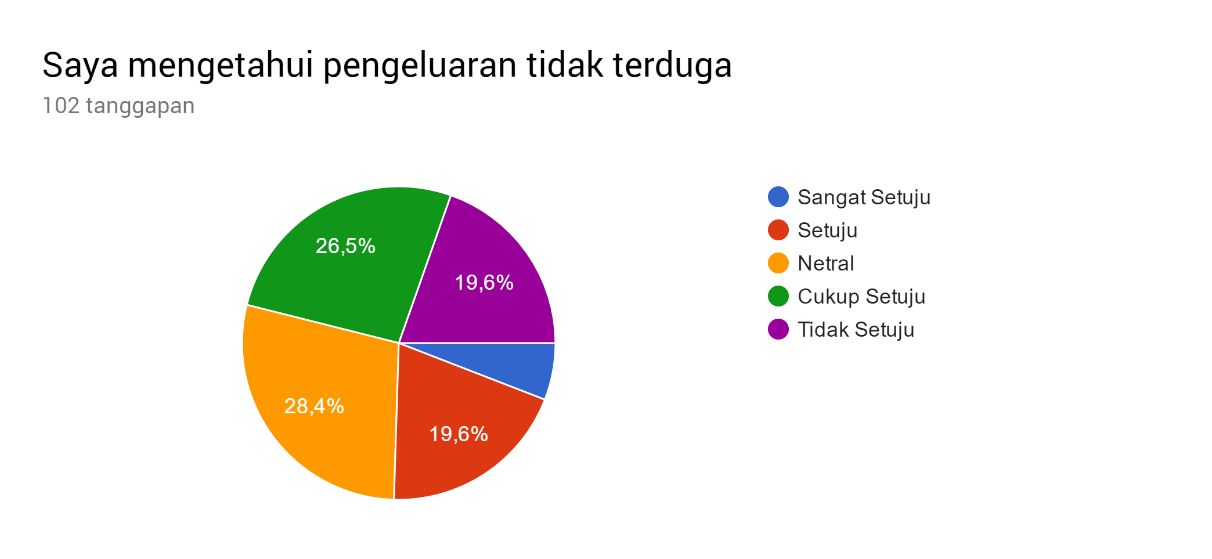 Saya mengetahui pengeluaran tidak terduga
102 tanggapan
26,5%
19,6%
28,4%
19,6%
Sangat Setuju
Setuju
Netral
Cukup Setuju
Tidak Setuju